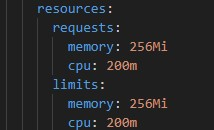 resources:
  requests:
    memory: 256Mi
    cpu: 200m
  limits:
    memory: 256Mi
    cpu: 200m